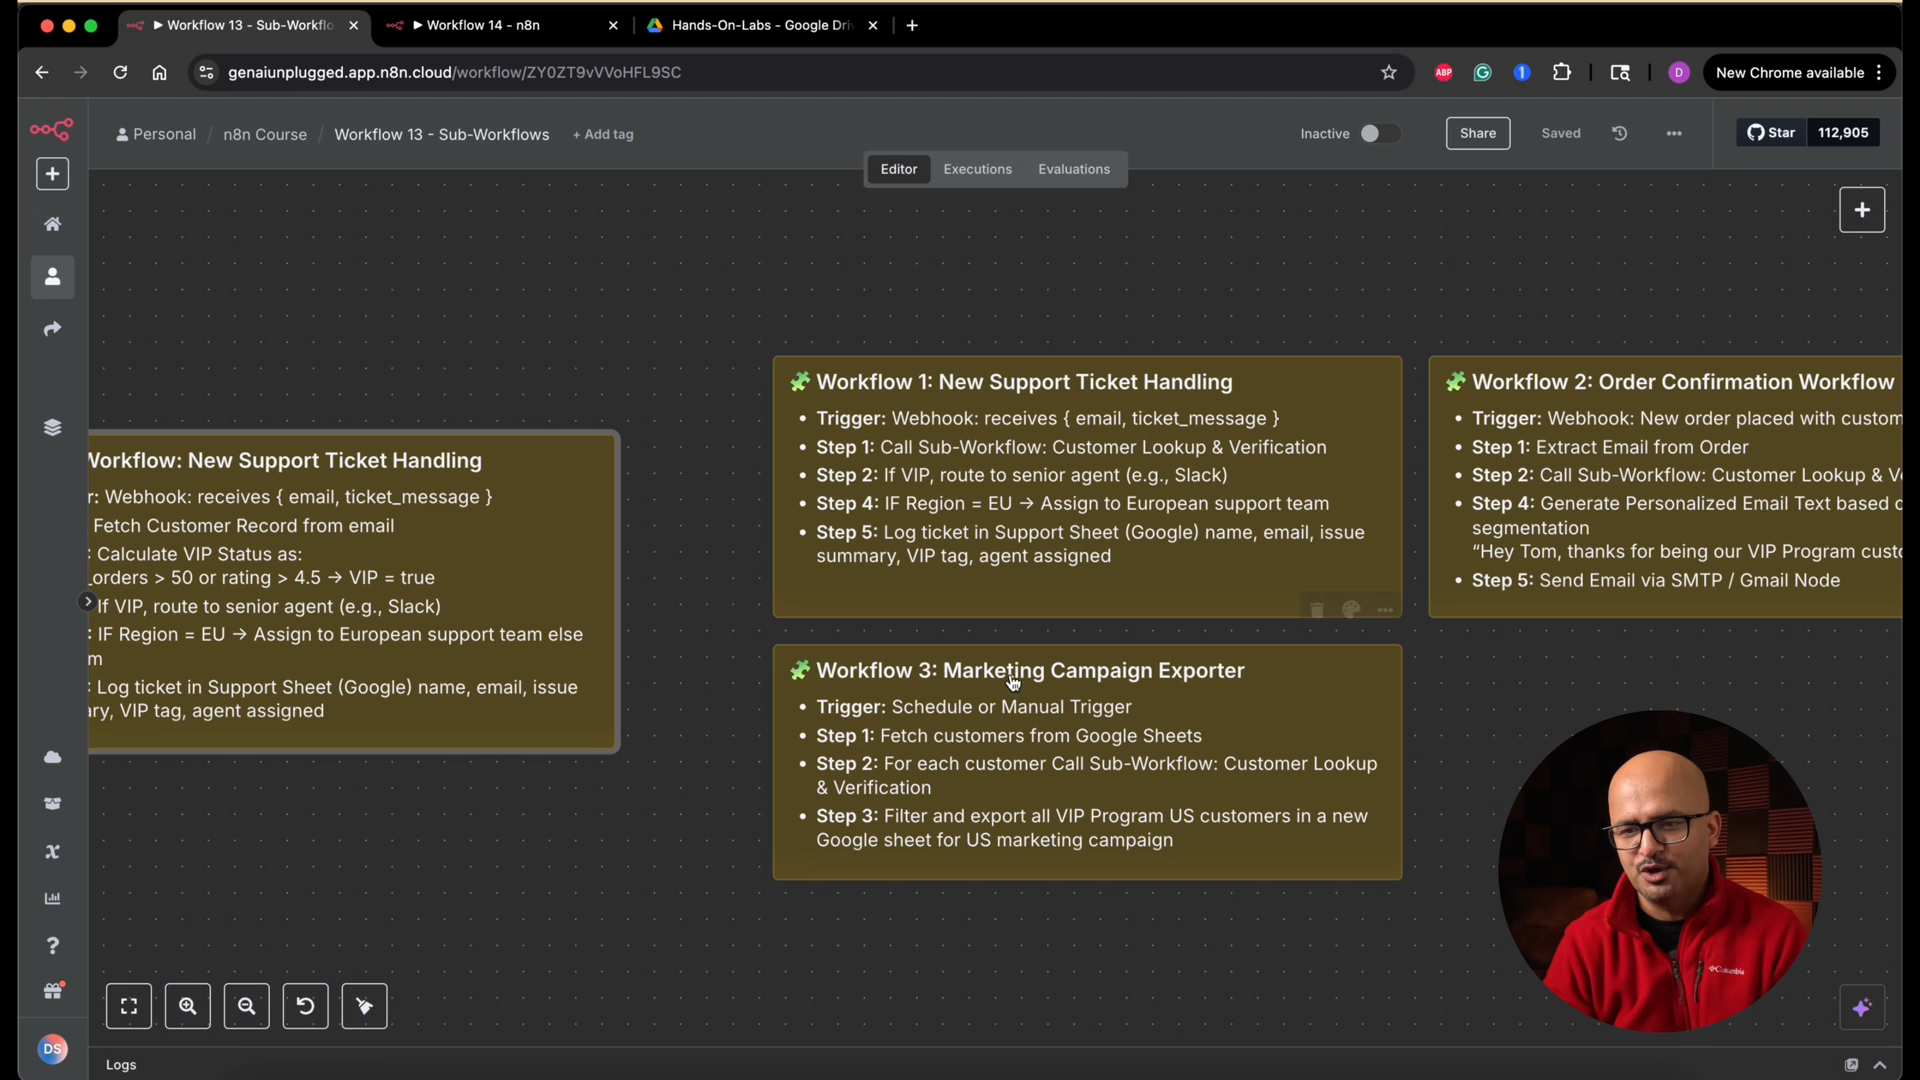 Workflow 13 - Sub-Workflo
Workflow 14 - n8n
Hands-On-Labs - Google Dri
genaiunplugged.app.n8n.cloud/workflow/ZY0ZT9vVVoHFL9SC
ABP
1
D
New Chrome available
Personal / n8n Course / Workflow 13 - Sub-Workflows + Add tag
Inactive
Share
Saved
Star
112,905
Editor
Executions
Evaluations
Workflow: New Support Ticket Handling
r: Webhook: receives { email, ticket_message }
Fetch Customer Record from email
: Calculate VIP Status as:
_orders > 50 or rating > 4.5 → VIP = true
If VIP, route to senior agent (e.g., Slack)
: IF Region = EU → Assign to European support team else
m
: Log ticket in Support Sheet (Google) name, email, issue
ary, VIP tag, agent assigned
Workflow 1: New Support Ticket Handling
• Trigger: Webhook: receives { email, ticket_message }
• Step 1: Call Sub-Workflow: Customer Lookup & Verification
• Step 2: If VIP, route to senior agent (e.g., Slack)
• Step 4: IF Region = EU → Assign to European support team
• Step 5: Log ticket in Support Sheet (Google) name, email, issue
summary, VIP tag, agent assigned
Workflow 2: Order Confirmation Workflow
• Trigger: Webhook: New order placed with custom
• Step 1: Extract Email from Order
• Step 2: Call Sub-Workflow: Customer Lookup & Ve
• Step 4: Generate Personalized Email Text based o
segmentation
“Hey Tom, thanks for being our VIP Program custo
• Step 5: Send Email via SMTP / Gmail Node
Workflow 3: Marketing Campaign Exporter
• Trigger: Schedule or Manual Trigger
• Step 1: Fetch customers from Google Sheets
• Step 2: For each customer Call Sub-Workflow: Customer Lookup
& Verification
• Step 3: Filter and export all VIP Program US customers in a new
Google sheet for US marketing campaign
Columbia
DS
Logs